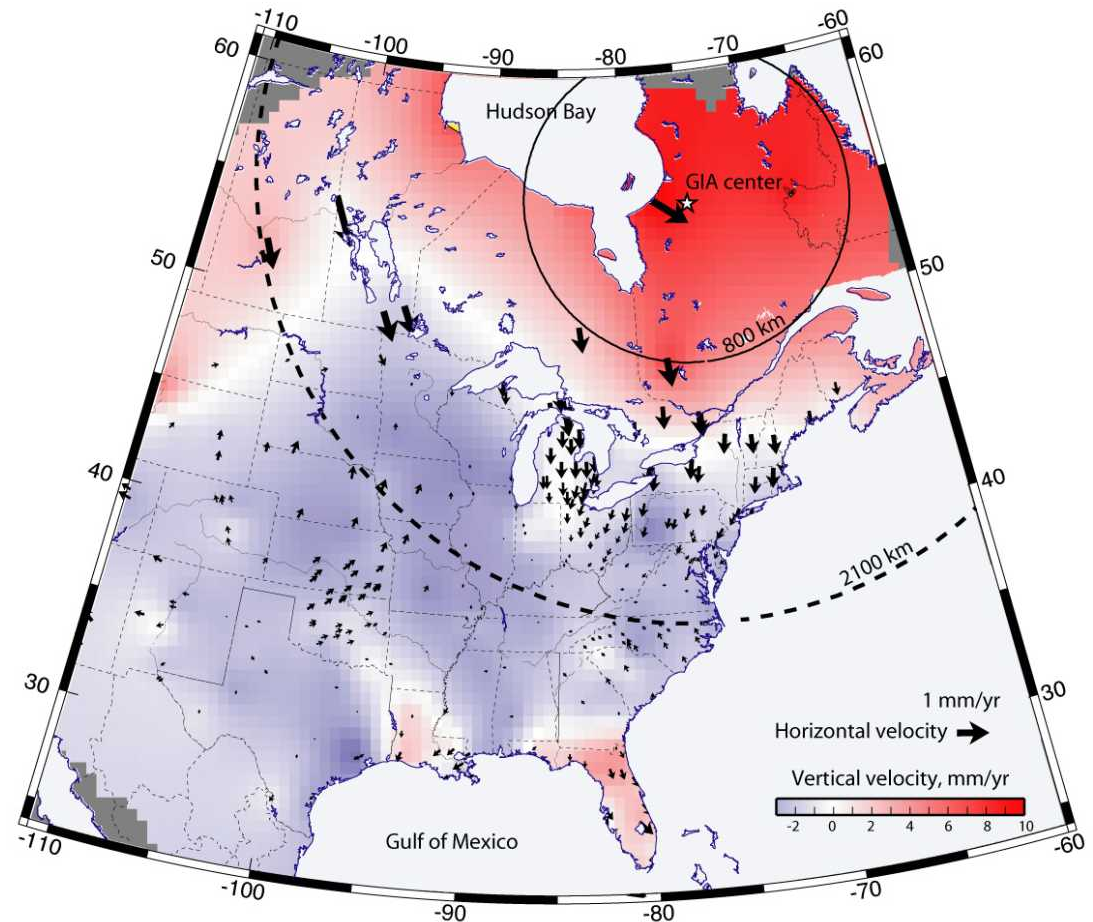 -110
-100
-90
-80
-70
-60
60
60
Hudson Bay
GIA center
50
50
800 km
40
40
2100 km
30
30
1 mm/yr
Horizontal velocity
Vertical velocity, mm/yr
-2 0 2 4 6 8 10
Gulf of Mexico
-110
-100
-90
-80
-70
-60